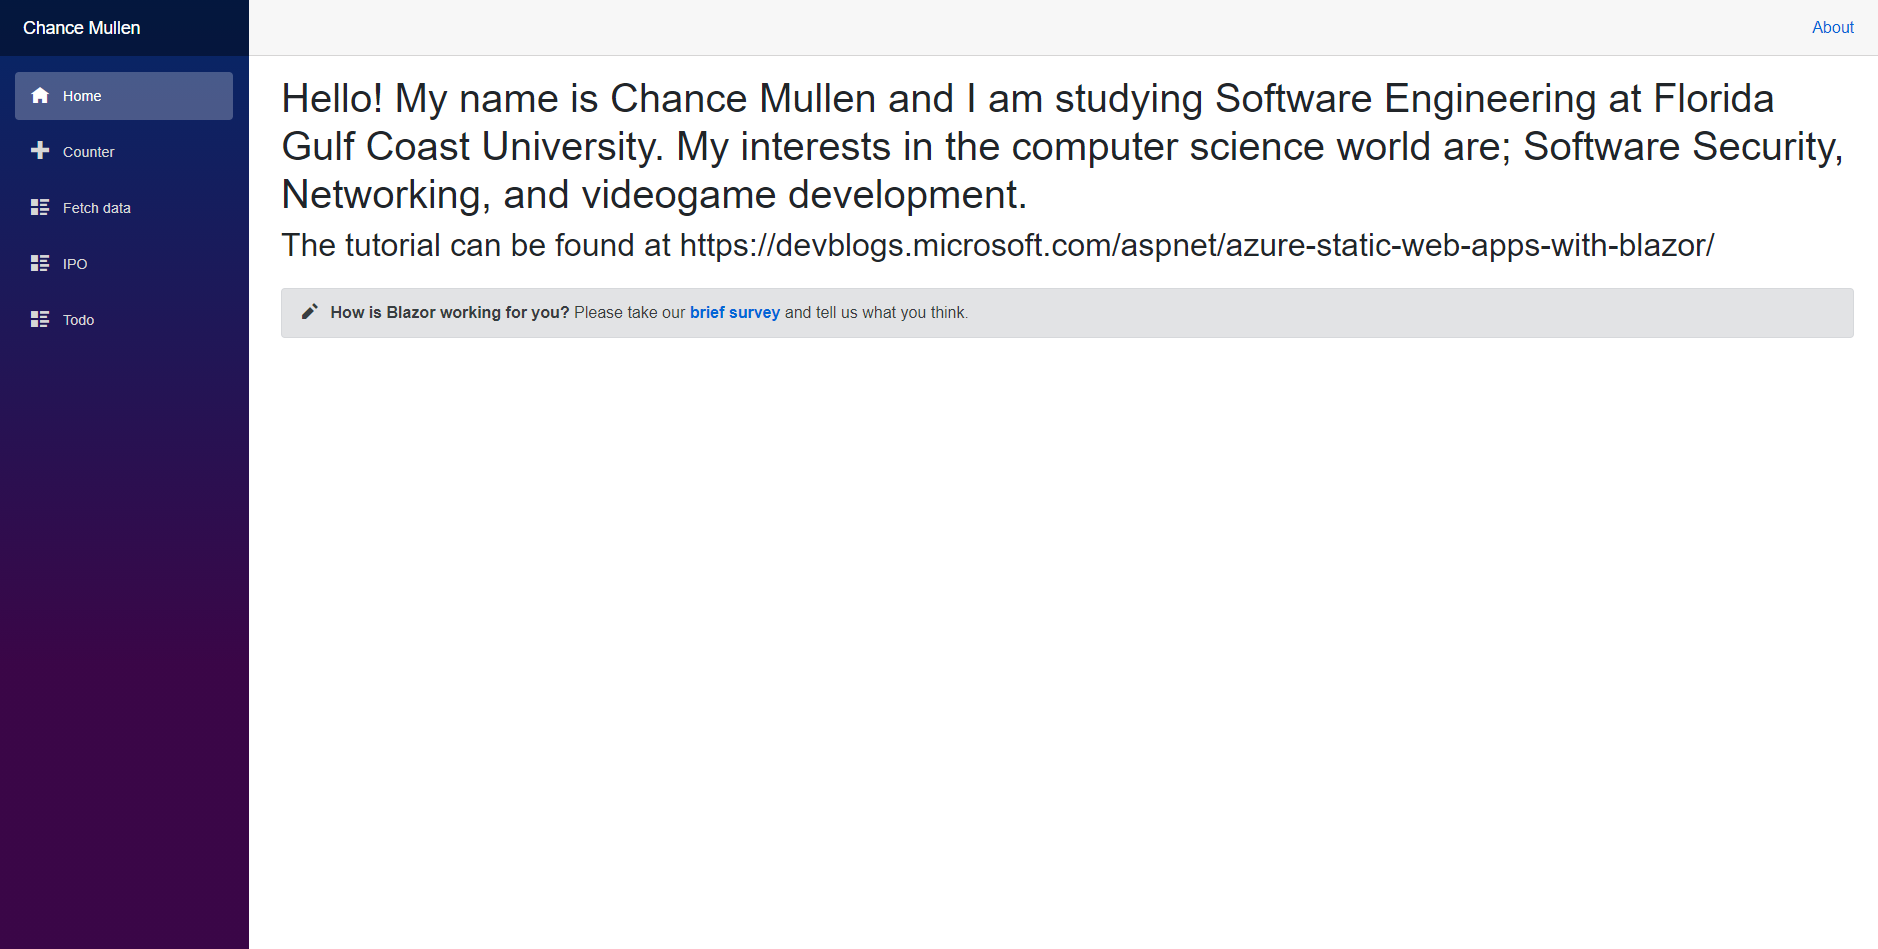 Chance Mullen
About
Home
Counter
Fetch data
IPO
Todo
Hello! My name is Chance Mullen and I am studying Software Engineering at Florida
Gulf Coast University. My interests in the computer science world are; Software Security,
Networking, and videogame development.
The tutorial can be found at https://devblogs.microsoft.com/aspnet/azure-static-web-apps-with-blazor/
How is Blazor working for you? Please take our brief survey and tell us what you think.